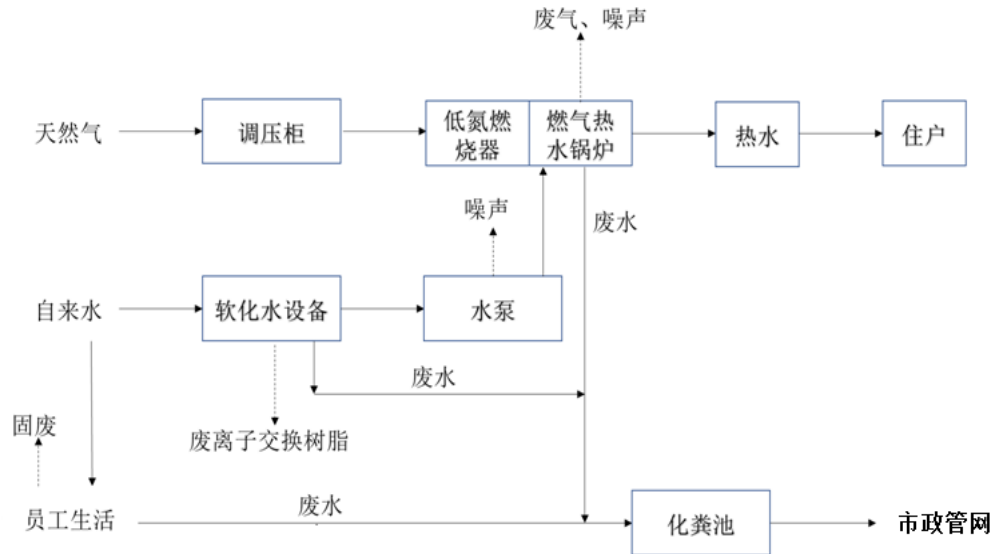 废气、噪声
天然气
调压柜
低氮燃
烧器
燃气热
水锅炉
热水
住户
噪声
废水
自来水
软化水设备
水泵
废水
固废
废离子交换树脂
员工生活
废水
化粪池
市政管网